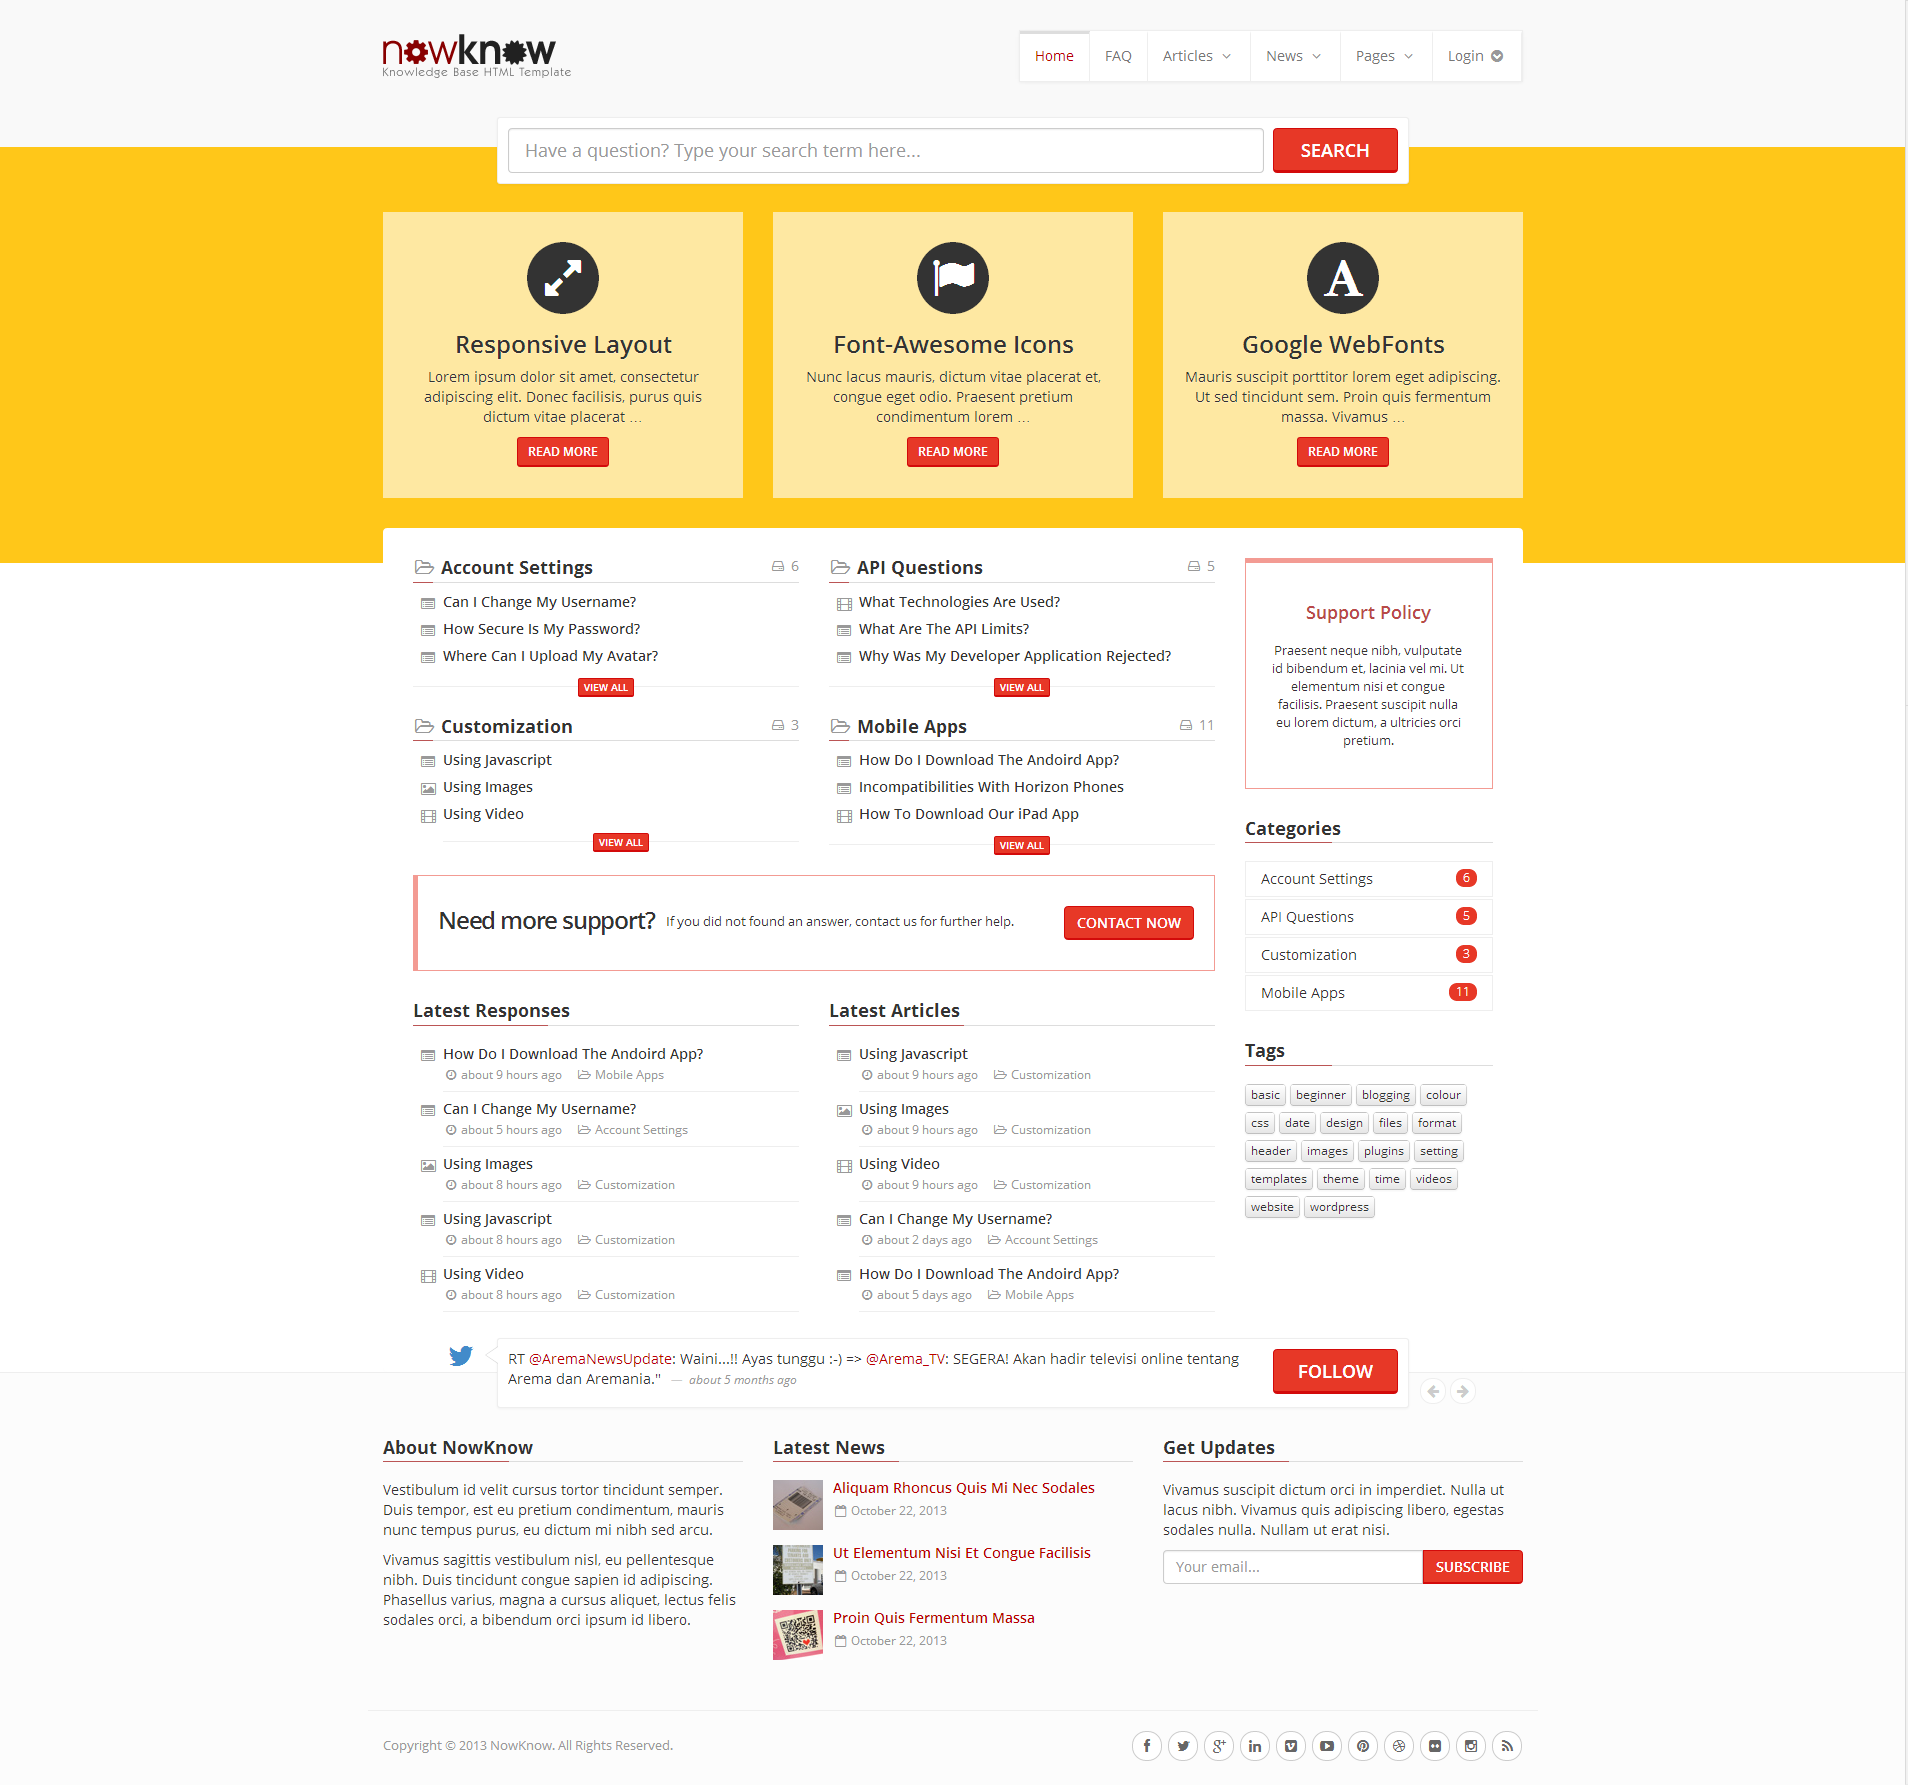 nowknow
Knowledge Base HTML Template
Home FAQ Articles News Pages Login
Have a question? Type your search term here...
SEARCH
Responsive Layout
Lorem ipsum dolor sit amet, consectetur
adipiscing elit. Donec facilisis, purus quis
dictum vitae placerat ...
READ MORE
Font-Awesome Icons
Nunc lacus mauris, dictum vitae placerat et,
congue eget odio. Praesent pretium
condimentum lorem ...
READ MORE
A
Google WebFonts
Mauris suscipit porttitor lorem eget adipiscing.
Ut sed tincidunt sem. Proin quis fermentum
massa. Vivamus ...
READ MORE
Account Settings 6
Can I Change My Username?
How Secure Is My Password?
Where Can I Upload My Avatar?
VIEW ALL
API Questions 5
What Technologies Are Used?
What Are The API Limits?
Why Was My Developer Application Rejected?
VIEW ALL
Customization 3
Using Javascript
Using Images
Using Video
VIEW ALL
Mobile Apps 11
How Do I Download The Andoird App?
Incompatibilities With Horizon Phones
How To Download Our iPad App
VIEW ALL
Need more support? If you did not found an answer, contact us for further help.
CONTACT NOW
Latest Responses
How Do I Download The Andoird App?
about 9 hours ago Mobile Apps
Can I Change My Username?
about 5 hours ago Account Settings
Using Images
about 8 hours ago Customization
Using Javascript
about 8 hours ago Customization
Using Video
about 8 hours ago Customization
Latest Articles
Using Javascript
about 9 hours ago Customization
Using Images
about 9 hours ago Customization
Using Video
about 9 hours ago Customization
Can I Change My Username?
about 2 days ago Account Settings
How Do I Download The Andoird App?
about 5 days ago Mobile Apps
Support Policy
Praesent neque nibh, vulputate
id bibendum et, lacinia vel mi. Ut
elementum nisi et congue
facilisis. Praesent suscipit nulla
eu lorem dictum, a ultricies orci
pretium.
Categories
Account Settings 6
API Questions 5
Customization 3
Mobile Apps 11
Tags
basic beginner blogging colour
css date design files format
header images plugins setting
templates theme time videos
website wordpress
RT @AremaNewsUpdate: Waini...!! Ayas tunggu :-) => @Arema_TV: SEGERA! Akan hadir televisi online tentang
Arema dan Aremania." — about 5 months ago
FOLLOW
About NowKnow
Vestibulum id velit cursus tortor tincidunt semper.
Duis tempor, est eu pretium condimentum, mauris
nunc tempus purus, eu dictum mi nibh sed arcu.
Vivamus sagittis vestibulum nisl, eu pellentesque
nibh. Duis tincidunt congue sapien id adipiscing.
Phasellus varius, magna a cursus aliquet, lectus felis
sodales orci, a bibendum orci ipsum id libero.
Latest News
Aliquam Rhoncus Quis Mi Nec Sodales
October 22, 2013
Ut Elementum Nisi Et Congue Facilisis
October 22, 2013
Proin Quis Fermentum Massa
October 22, 2013
Get Updates
Vivamus suscipit dictum orci in imperdiet. Nulla ut
lacus nibh. Vivamus quis adipiscing libero, egestas
sodales nulla. Nullam ut erat nisi.
Your email...
SUBSCRIBE
Copyright © 2013 NowKnow. All Rights Reserved.